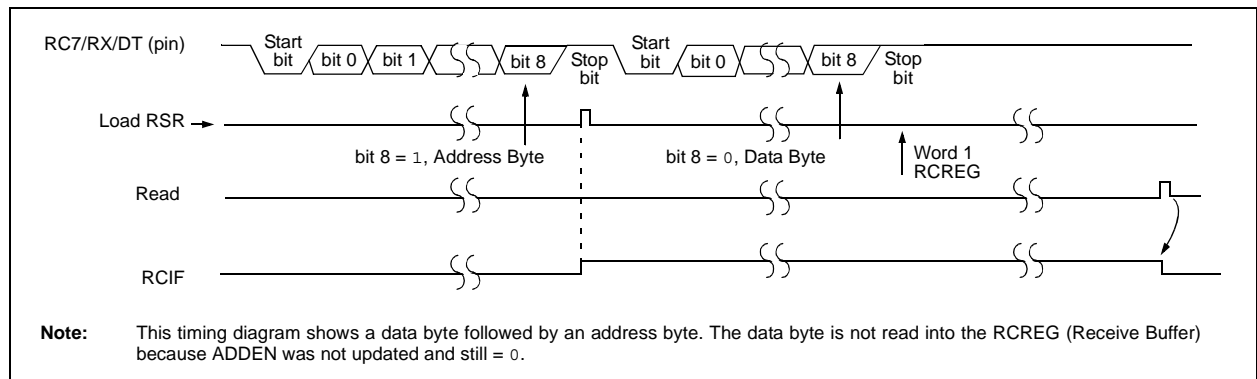 RC7/RX/DT (pin)
Start bit
bit 0
bit 1
bit 8
Stop bit
Start bit
bit 0
bit 8
Stop bit
Load RSR
bit 8 = 1, Address Byte
bit 8 = 0, Data Byte
Word 1
RCREG
Read
RCIF
Note: This timing diagram shows a data byte followed by an address byte. The data byte is not read into the RCREG (Receive Buffer)
because ADDEN was not updated and still = 0.